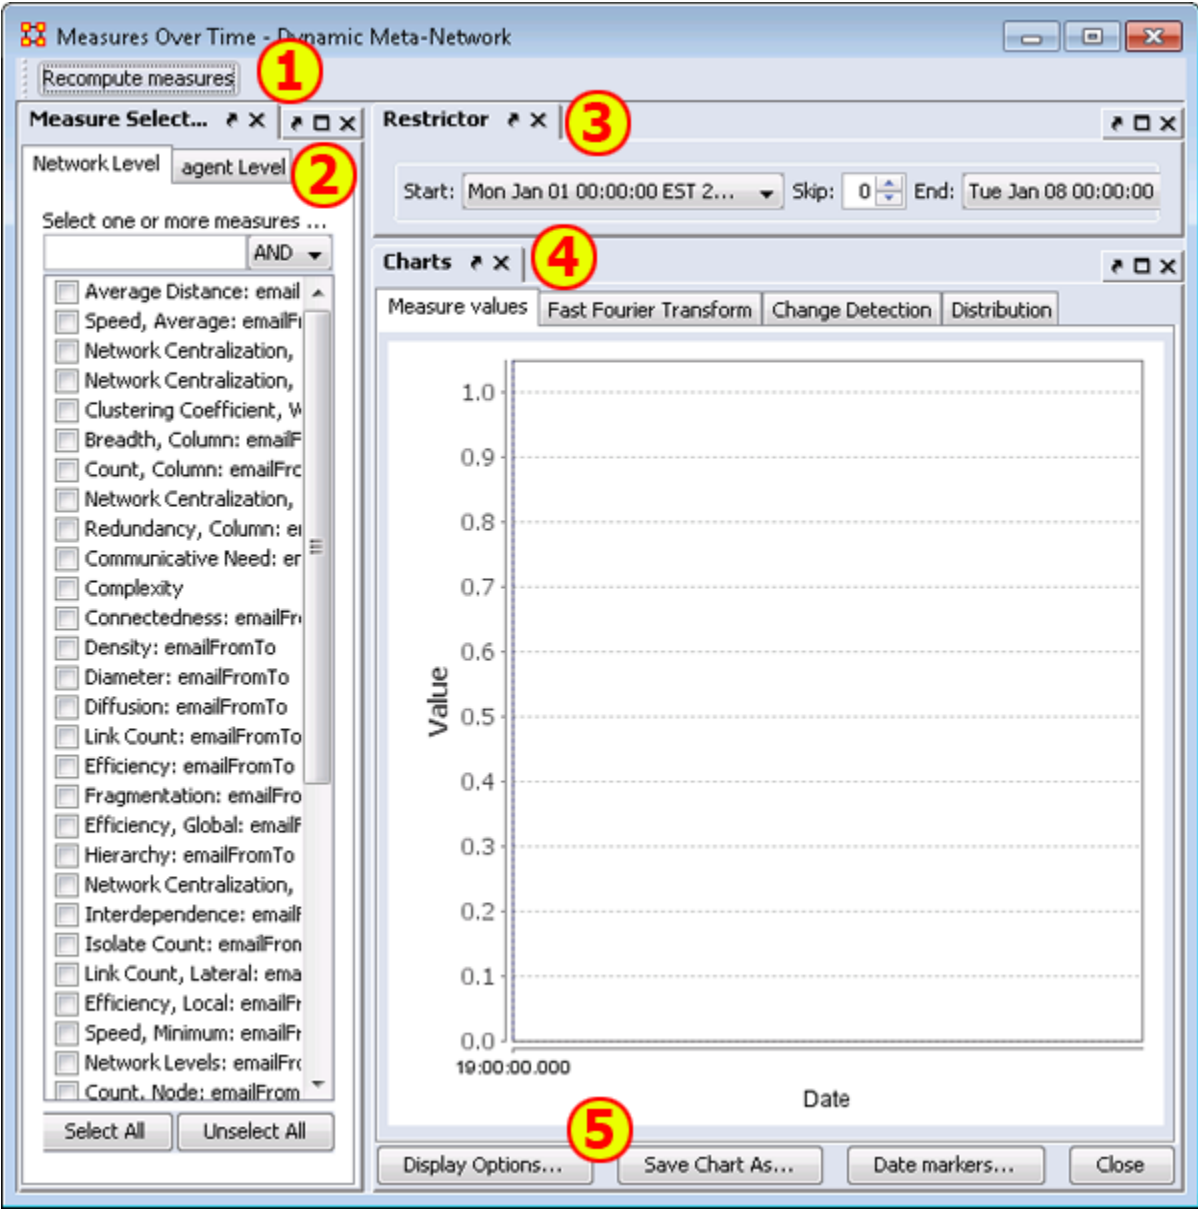 Measures Over Time - Dynamic Meta-Network
Recompute measures
1
Measure Select...
Network Level
agent Level
2
Select one or more measures ...
AND
Average Distance: email
Speed, Average: emailFr
Network Centralization,
Network Centralization,
Clustering Coefficient, W
Breadth, Column: emailF
Count, Column: emailFro
Network Centralization,
Redundancy, Column: e
Communicative Need: e
Complexity
Connectedness: emailFr
Density: emailFromTo
Diameter: emailFromTo
Diffusion: emailFromTo
Link Count: emailFromTo
Efficiency: emailFromTo
Fragmentation: emailFro
Efficiency, Global: emailF
Hierarchy: emailFromTo
Network Centralization,
Interdependence: emailF
Isolate Count: emailFrom
Link Count, Lateral: ema
Efficiency, Local: emailFr
Speed, Minimum: emailFr
Network Levels: emailFro
Count, Node: emailFrom
Select All
Unselect All
Restrictor
3
Start:
Mon Jan 01 00:00:00 EST 2...
Skip:
0
End:
Tue Jan 08 00:00:00
Charts
4
Measure values
Fast Fourier Transform
Change Detection
Distribution
1.0
0.9
0.8
0.7
0.6
0.5
0.4
0.3
0.2
0.1
0.0
Value
19:00:00.000
Date
5
Display Options...
Save Chart As...
Date markers...
Close